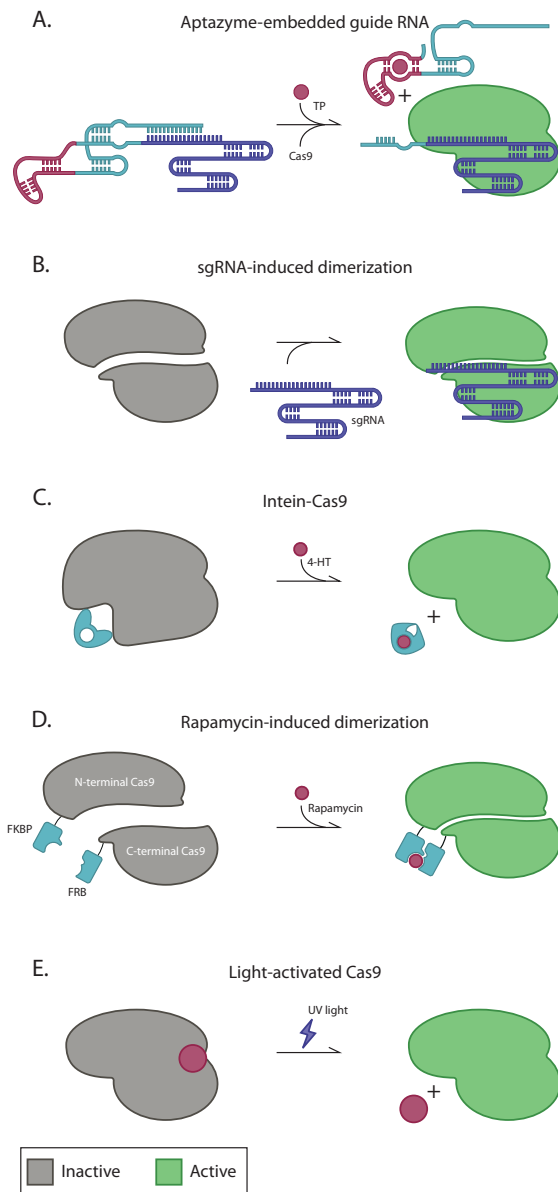 A.
Aptazyme-embedded guide RNA
TP
+
Cas9
B.
sgRNA-induced dimerization
sgRNA
C.
Intein-Cas9
4-HT
+
D.
Rapamycin-induced dimerization
N-terminal Cas9
Rapamycin
FKBP
C-terminal Cas9
FRB
E.
Light-activated Cas9
UV light
+
Inactive
Active